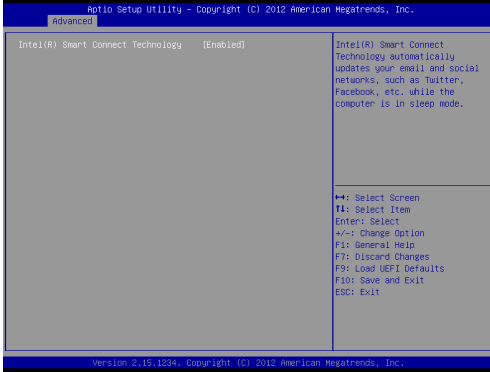 Aptio Setup Utility – Copyright (C) 2012 American Megatrends, Inc.
Advanced
Intel(R) Smart Connect Technology [Enabled]
Intel(R) Smart Connect
Technology automatically
updates your email and social
networks, such as Twitter,
Facebook, etc. while the
computer is in sleep mode.
↔: Select Screen
↑↓: Select Item
Enter: Select
+/-: Change Option
F1: General Help
F7: Discard Changes
F9: Load UEFI Defaults
F10: Save and Exit
ESC: Exit
Version 2.15.1234. Copyright (C) 2012 American Megatrends, Inc.